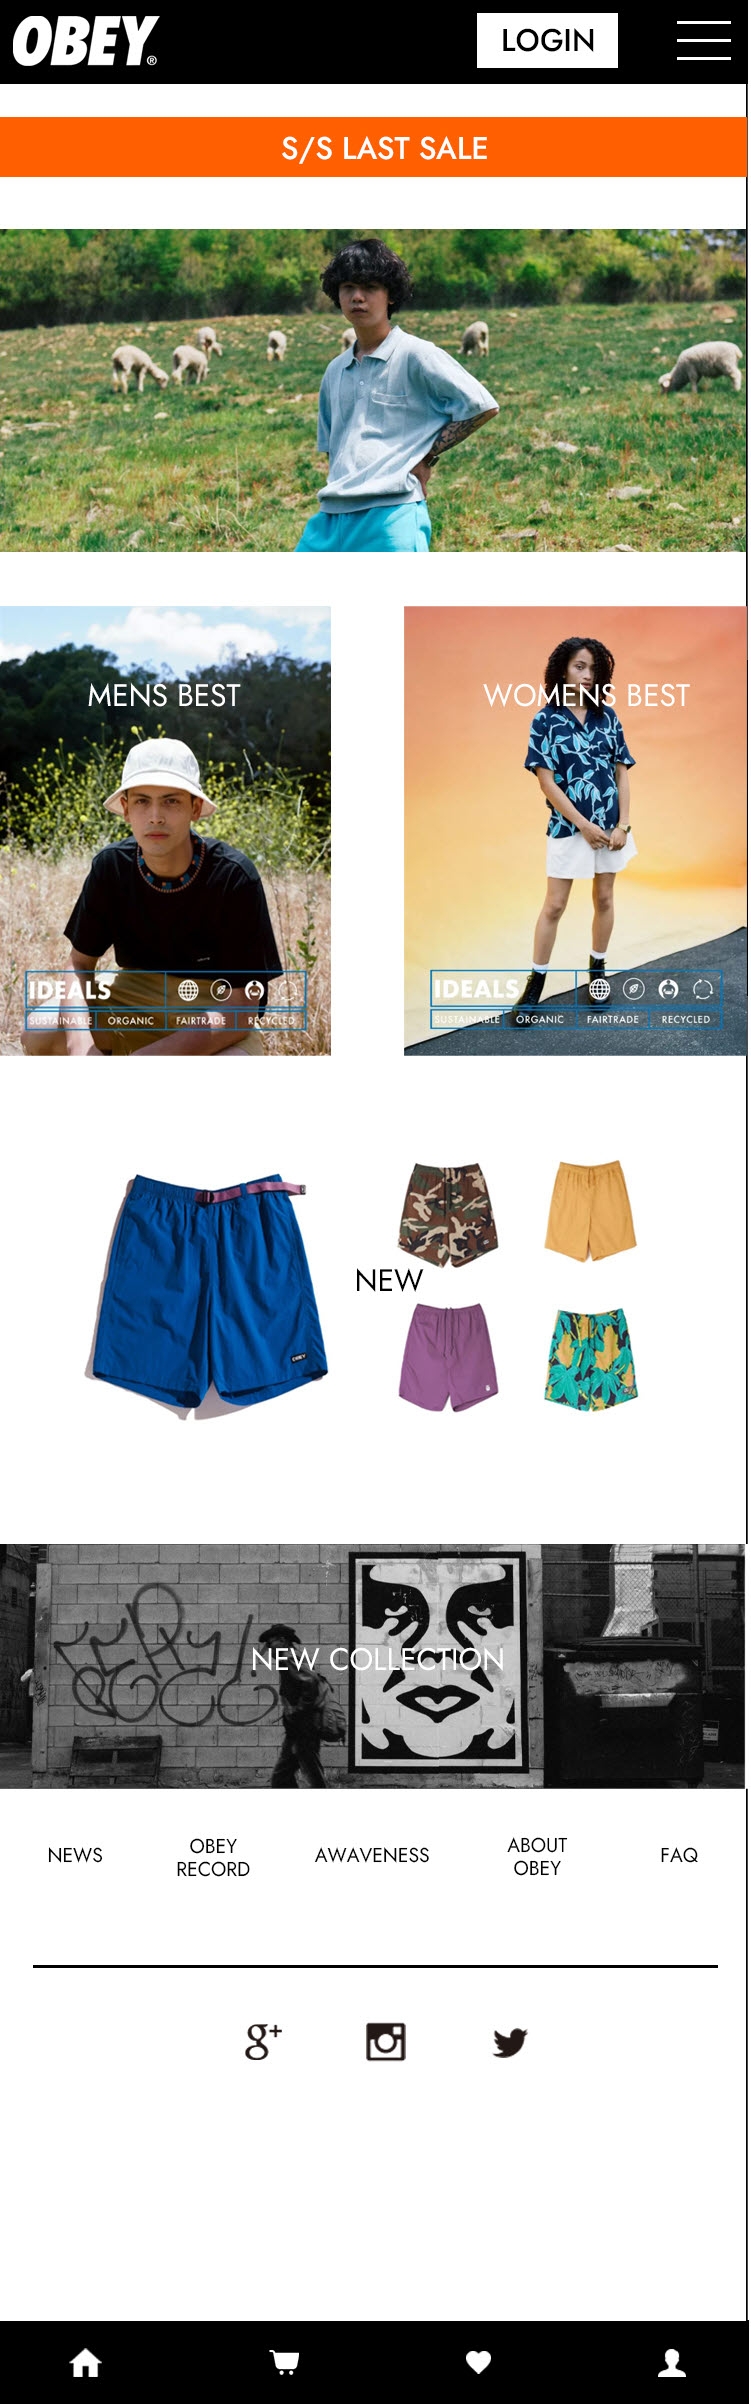 OBEY®
LOGIN
S/S LAST SALE
MENS BEST
WOMENS BEST
IDEALS
SUSTAINABLE ORGANIC FAIRTRADE RECYCLED
IDEALS
SUSTAINABLE ORGANIC FAIRTRADE RECYCLED
OBEY
NEW
NEW COLLECTION
NEWS
OBEY
RECORD
AWAVENESS
ABOUT
OBEY
FAQ
g+